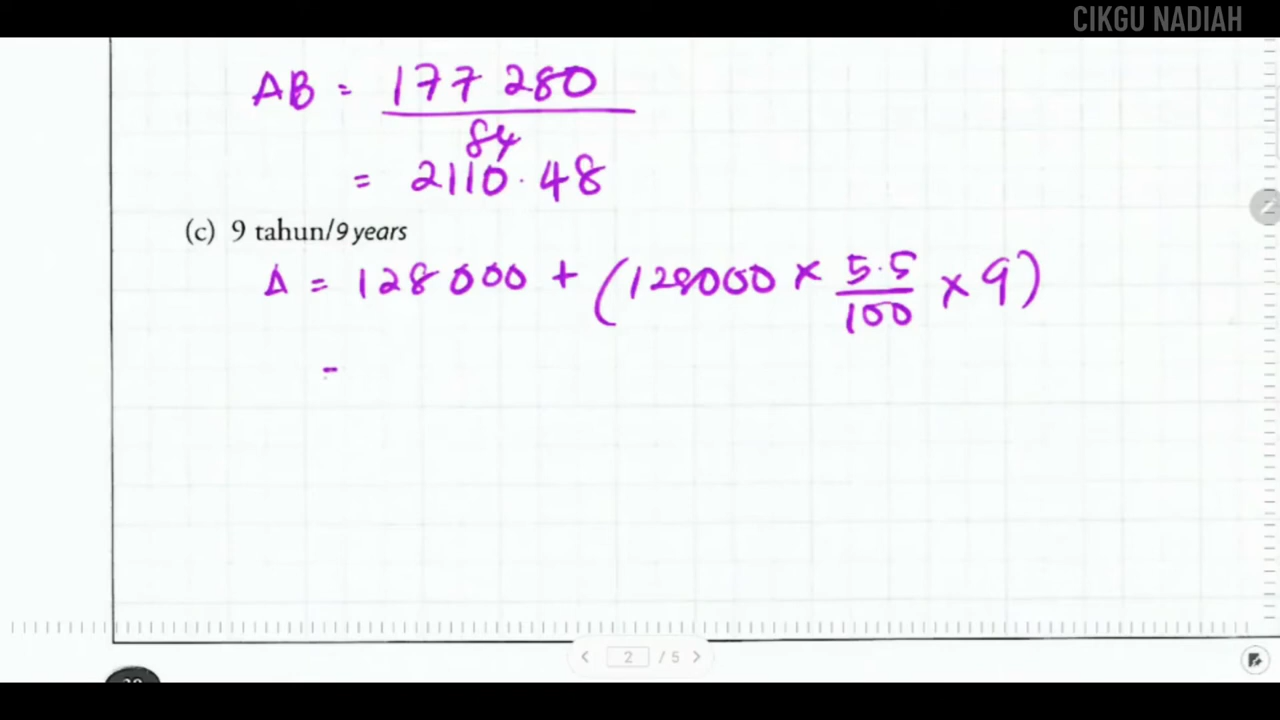 CIKGU NADIAH
AB = 177 280
84
= 2110.48
(c) 9 tahun/9 years
A = 128 000 + (128000 × 5.5/100 × 9)
=
2 / 5